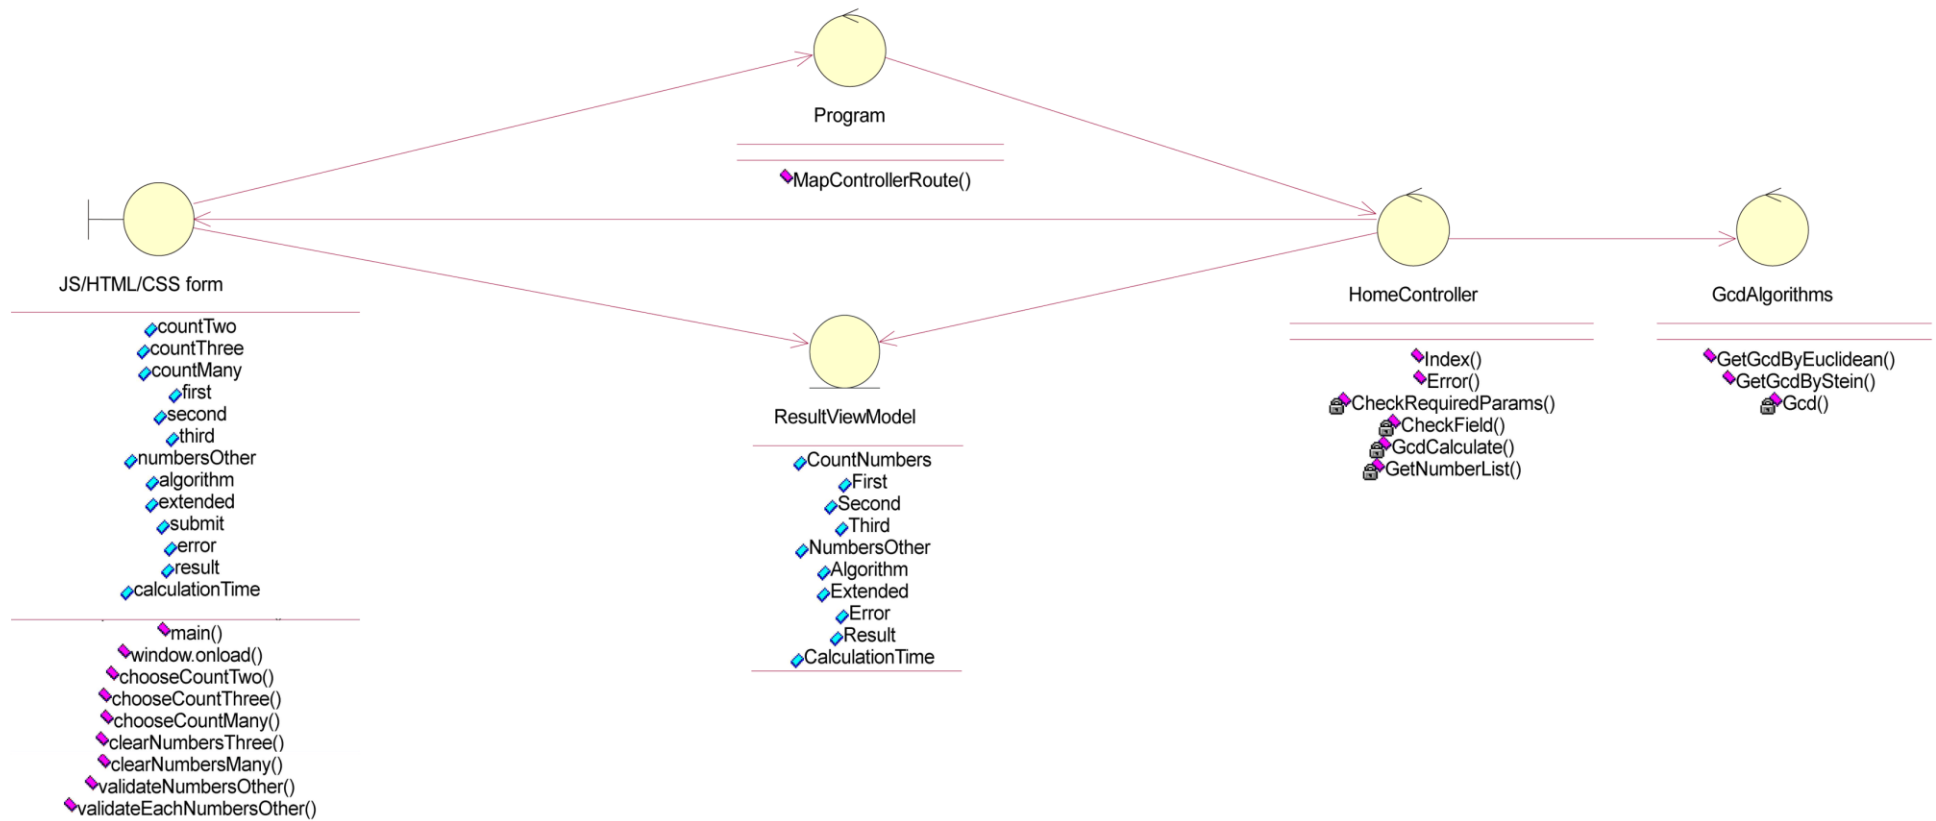 Program
MapControllerRoute()
JS/HTML/CSS form
countTwo
countThree
countMany
first
second
third
numbersOther
algorithm
extended
submit
error
result
calculationTime
main()
window.onload()
chooseCountTwo()
chooseCountThree()
chooseCountMany()
clearNumbersThree()
clearNumbersMany()
validateNumbersOther()
validateEachNumbersOther()
ResultViewModel
CountNumbers
First
Second
Third
NumbersOther
Algorithm
Extended
Error
Result
CalculationTime
HomeController
Index()
Error()
CheckRequiredParams()
CheckField()
GcdCalculate()
GetNumberList()
GcdAlgorithms
GetGcdByEuclidean()
GetGcdByStein()
Gcd()